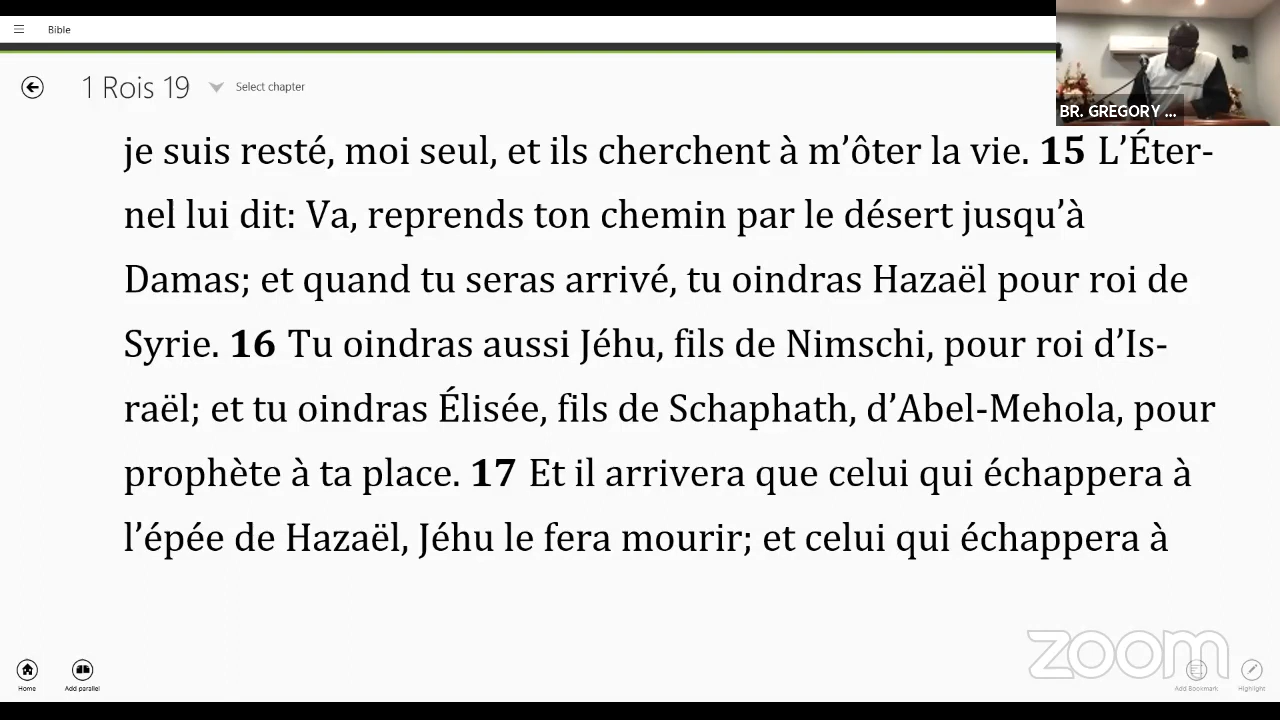 Bible
1 Rois 19
Select chapter
BR. GREGORY ...
je suis resté, moi seul, et ils cherchent à m’ôter la vie. 15 L’Éter-
nel lui dit: Va, reprends ton chemin par le désert jusqu’à
Damas; et quand tu seras arrivé, tu oindras Hazaël pour roi de
Syrie. 16 Tu oindras aussi Jéhu, fils de Nimschi, pour roi d’Is-
raël; et tu oindras Élisée, fils de Schaphath, d’Abel-Mehola, pour
prophète à ta place. 17 Et il arrivera que celui qui échappera à
l’épée de Hazaël, Jéhu le fera mourir; et celui qui échappera à
zoom
Home
Add parallel
Add Bookmark
Highlight